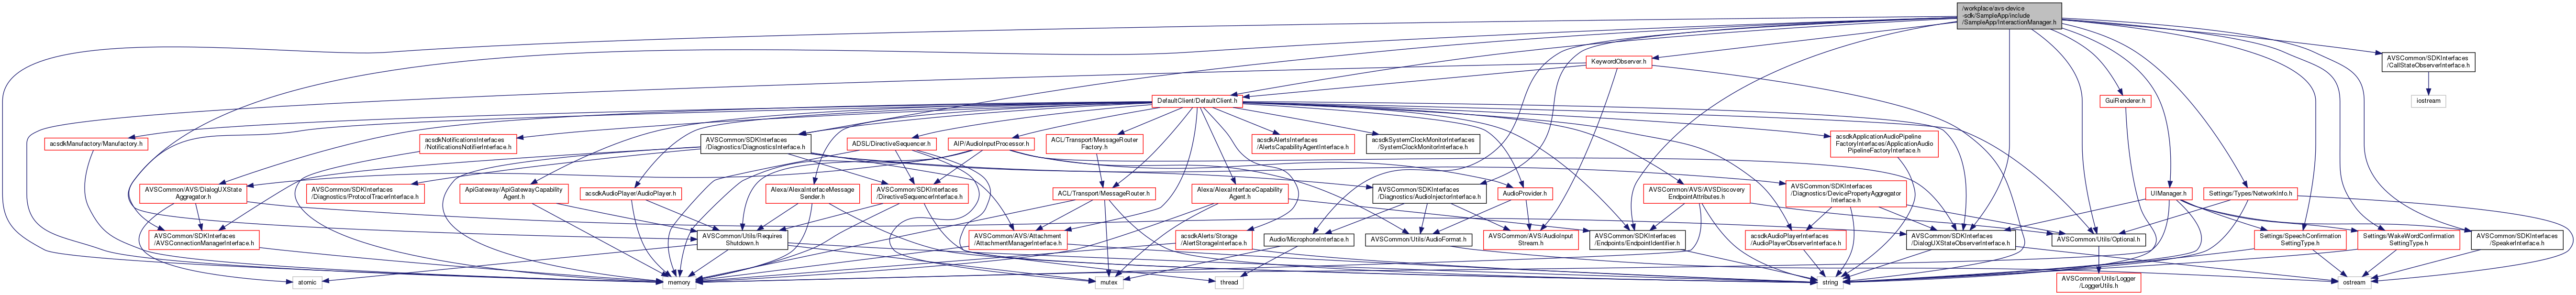 /workplace/avs-device
-sdk/SampleApp/include
/SampleApp/InteractionManager.h
AVSCommon/SDKInterfaces
/CallStateObserverInterface.h
KeywordObserver.h
DefaultClient/DefaultClient.h
GuiRenderer.h
iostream
acsdkManufactory/Manufactory.h
acsdkNotificationsInterfaces
/NotificationsNotifierInterface.h
AVSCommon/SDKInterfaces
/Diagnostics/DiagnosticsInterface.h
ADSL/DirectiveSequencer.h
AIP/AudioInputProcessor.h
ACL/Transport/MessageRouter
Factory.h
acsdkAlertsInterfaces
/AlertsCapabilityAgentInterface.h
acsdkSystemClockMonitorInterfaces
/SystemClockMonitorInterface.h
acsdkApplicationAudioPipeline
FactoryInterfaces/ApplicationAudio
PipelineFactoryInterface.h
AVSCommon/AVS/DialogUXState
Aggregator.h
AVSCommon/SDKInterfaces
/Diagnostics/ProtocolTracerInterface.h
ApiGateway/ApiGatewayCapability
Agent.h
acsdkAudioPlayer/AudioPlayer.h
Alexa/AlexaInterfaceMessage
Sender.h
AVSCommon/SDKInterfaces
/DirectiveSequencerInterface.h
ACL/Transport/MessageRouter.h
Alexa/AlexaInterfaceCapability
Agent.h
AVSCommon/SDKInterfaces
/Diagnostics/AudioInjectorInterface.h
AudioProvider.h
AVSCommon/AVS/AVSDiscovery
EndpointAttributes.h
AVSCommon/SDKInterfaces
/Diagnostics/DevicePropertyAggregator
Interface.h
UIManager.h
Settings/Types/NetworkInfo.h
AVSCommon/SDKInterfaces
/AVSConnectionManagerInterface.h
AVSCommon/Utils/Requires
Shutdown.h
AVSCommon/AVS/Attachment
/AttachmentManagerInterface.h
acsdkAlerts/Storage
/AlertStorageInterface.h
Audio/MicrophoneInterface.h
AVSCommon/Utils/AudioFormat.h
AVSCommon/AVS/AudioInput
Stream.h
AVSCommon/SDKInterfaces
/Endpoints/EndpointIdentifier.h
acsdkAudioPlayerInterfaces
/AudioPlayerObserverInterface.h
AVSCommon/SDKInterfaces
/DialogUXStateObserverInterface.h
AVSCommon/Utils/Optional.h
Settings/SpeechConfirmation
SettingType.h
Settings/WakeWordConfirmation
SettingType.h
AVSCommon/SDKInterfaces
/SpeakerInterface.h
atomic
memory
mutex
thread
string
AVSCommon/Utils/Logger
/LoggerUtils.h
ostream